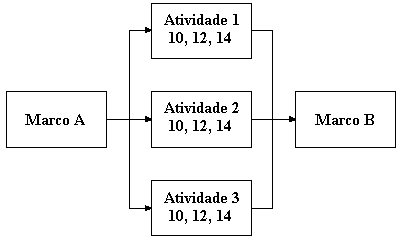 Atividade 1
10, 12, 14
Marco A
Atividade 2
10, 12, 14
Marco B
Atividade 3
10, 12, 14